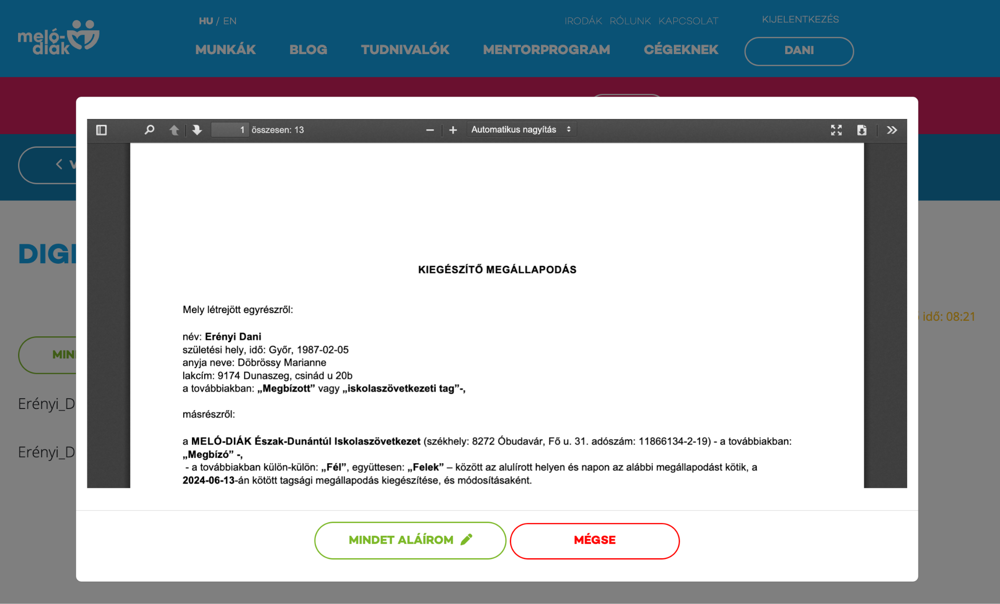 meló-
diák
HU / EN
IRODÁK RÓLUNK KAPCSOLAT
KIJELENTKEZÉS
MUNKÁK BLOG TUDNIVALÓK MENTORPROGRAM CÉGEKNEK DANI
1 összesen: 13
Automatikus nagyítás
KIEGÉSZÍTŐ MEGÁLLAPODÁS
Mely létrejött egyrészről:
név: Erényi Dani
születési hely, idő: Győr, 1987-02-05
anyja neve: Döbrössy Marianne
lakcím: 9174 Dunaszeg, csinád u 20b
a továbbiakban: „Megbízott” vagy „iskolaszövetkezeti tag”-,
másrészről:
a MELÓ-DIÁK Észak-Dunántúl Iskolaszövetkezet (székhely: 8272 Óbudavár, Fő u. 31. adószám: 11866134-2-19) - a továbbiakban:
„Megbízó” -,
- a továbbiakban külön-külön: „Fél”, együttesen: „Felek” – között az alulírott helyen és napon az alábbi megállapodást kötik, a
2024-06-13-án kötött tagsági megállapodás kiegészítése, és módosításaként.
idő: 08:21
Erényi_D
Erényi_D
MINDET ALÁÍROM
MÉGSE